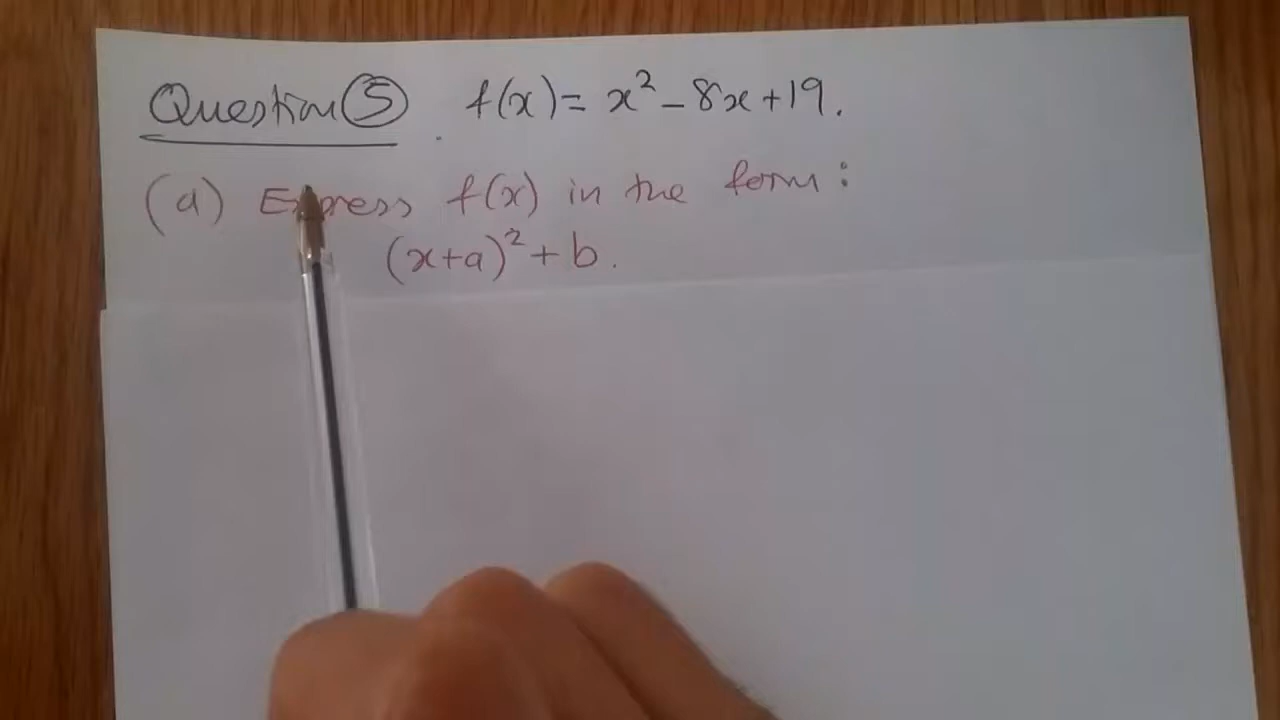 Question 5 f(x) = x² - 8x + 19.
(a) Express f(x) in the form:
(x+a)² + b.